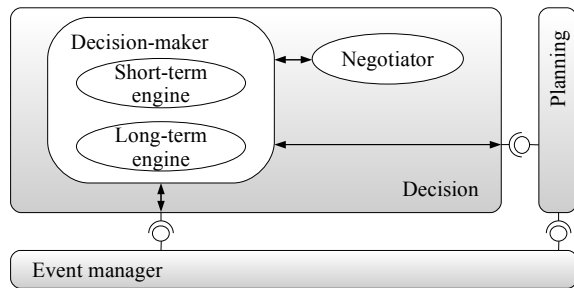 Decision-maker
Short-term
engine
Long-term
engine
Negotiator
Decision
Planning
Event manager